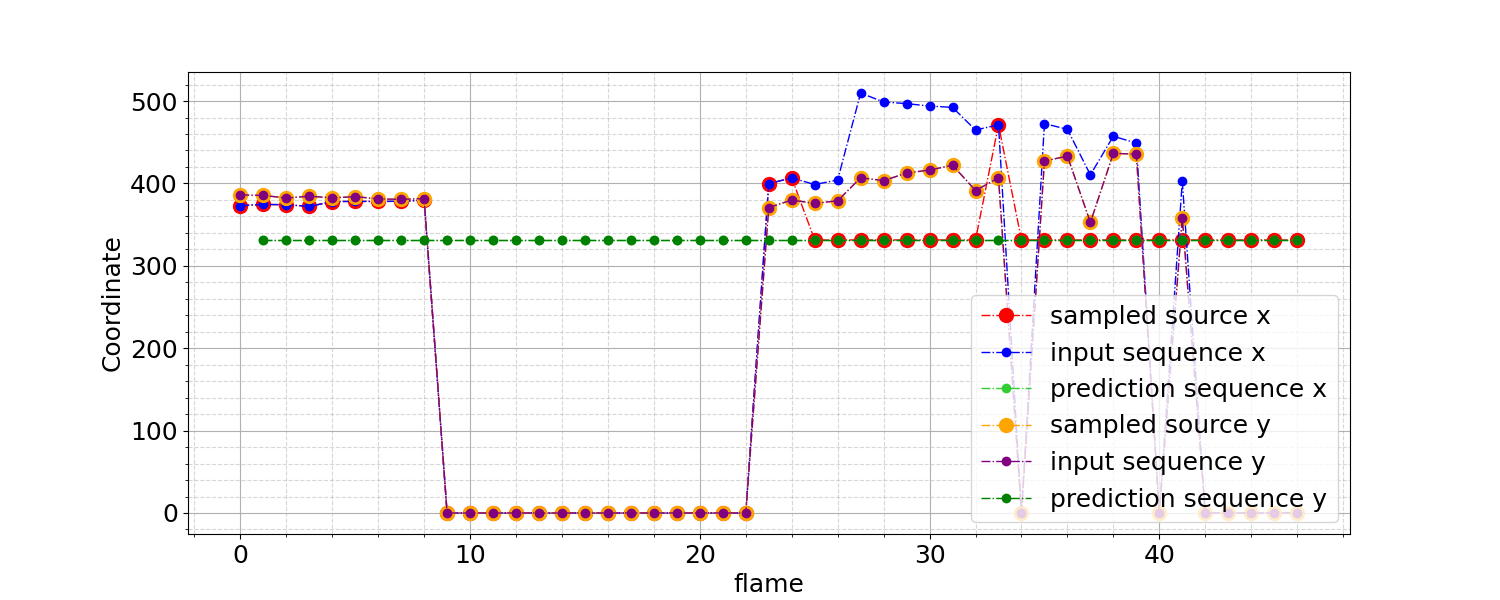 500
400
300
200
100
0
Coordinate
0 10 20 30 40
flame
sampled source x
input sequence x
prediction sequence x
sampled source y
input sequence y
prediction sequence y